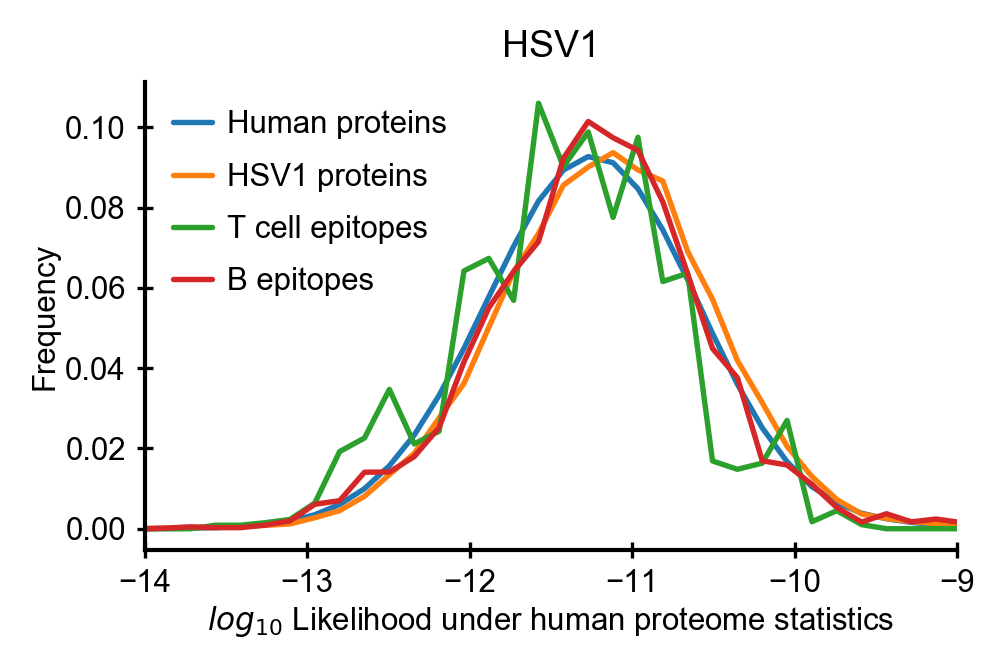 HSV1
Human proteins
HSV1 proteins
T cell epitopes
B epitopes
Frequency
0.10
0.08
0.06
0.04
0.02
0.00
−14 −13 −12 −11 −10 −9
log₁₀ Likelihood under human proteome statistics